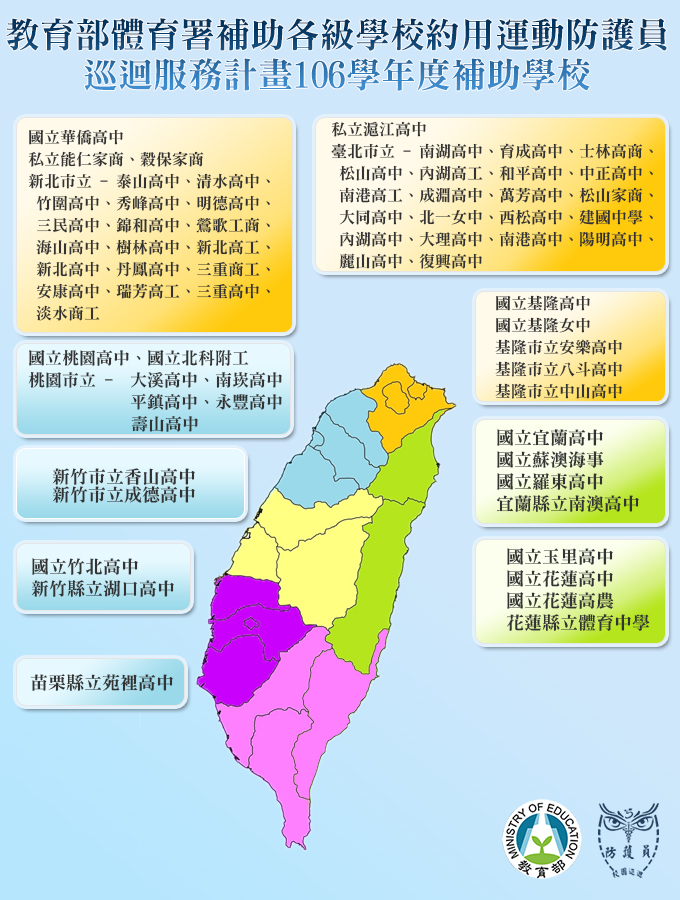 教育部體育署補助各級學校約用運動防護員
巡迴服務計畫106學年度補助學校
國立華僑高中
私立能仁家商、穀保家商
新北市立 - 泰山高中、清水高中、
竹圍高中、秀峰高中、明德高中、
三民高中、錦和高中、鶯歌工商、
海山高中、樹林高中、新北高工、
新北高中、丹鳳高中、三重商工、
安康高中、瑞芳高工、三重高中、
淡水商工
私立滬江高中
臺北市立 - 南湖高中、育成高中、士林高商、
松山高中、內湖高工、和平高中、中正高中、
南港高工、成淵高中、萬芳高中、松山家商、
大同高中、北一女中、西松高中、建國中學、
內湖高中、大理高中、南港高中、陽明高中、
麗山高中、復興高中
國立基隆高中
國立基隆女中
基隆市立安樂高中
基隆市立八斗高中
基隆市立中山高中
國立桃園高中、國立北科附工
桃園市立 - 大溪高中、南崁高中
平鎮高中、永豐高中
壽山高中
國立宜蘭高中
國立蘇澳海事
國立羅東高中
宜蘭縣立南澳高中
新竹市立香山高中
新竹市立成德高中
國立竹北高中
新竹縣立湖口高中
國立玉里高中
國立花蓮高中
國立花蓮高農
花蓮縣立體育中學
苗栗縣立苑裡高中
MINISTRY OF EDUCATION
教育部
防護員
校園巡迴